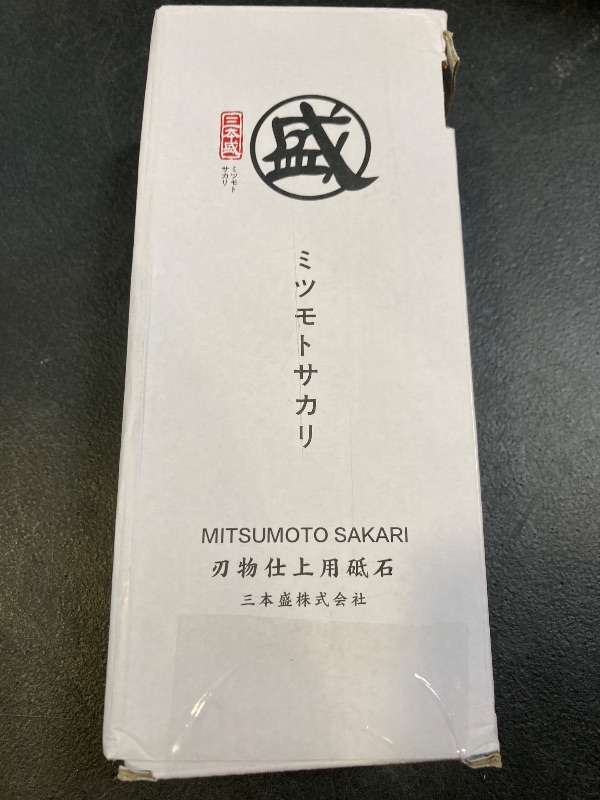 盛
三本盛
ミツモト
サカリ
ミツモトサカリ
MITSUMOTO SAKARI
刃物仕上用砥石
三本盛株式会社